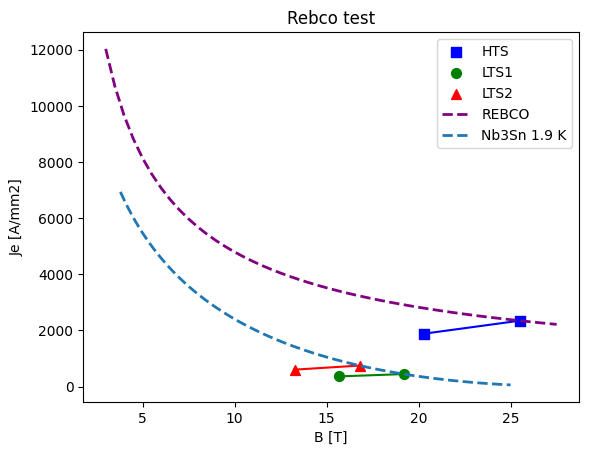 Rebco test
Je [A/mm2]
12000
10000
8000
6000
4000
2000
0
HTS
LTS1
LTS2
REBCO
Nb3Sn 1.9 K
5 10 15 20 25
B [T]